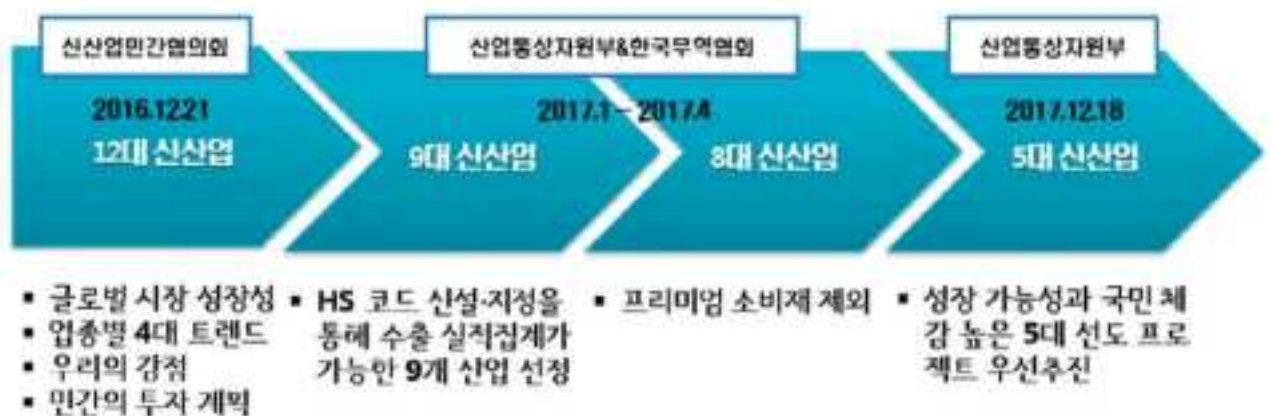 신산업민간협의회
산업통상자원부&한국무역협회
산업통상자원부
2016.12.21
2017.1 – 2017.4
2017.12.18
12대 신산업
9대 신산업
8대 신산업
5대 신산업
▪ 글로벌 시장 성장성
▪ 업종별 4대 트렌드
▪ 우리의 강점
▪ 민간의 투자 계획
▪ HS 코드 신설·지정을
통해 수출 실적집계가
가능한 9개 산업 선정
▪ 프리미엄 소비재 제외
▪ 성장 가능성과 국민 체
감 높은 5대 선도 프로
젝트 우선추진